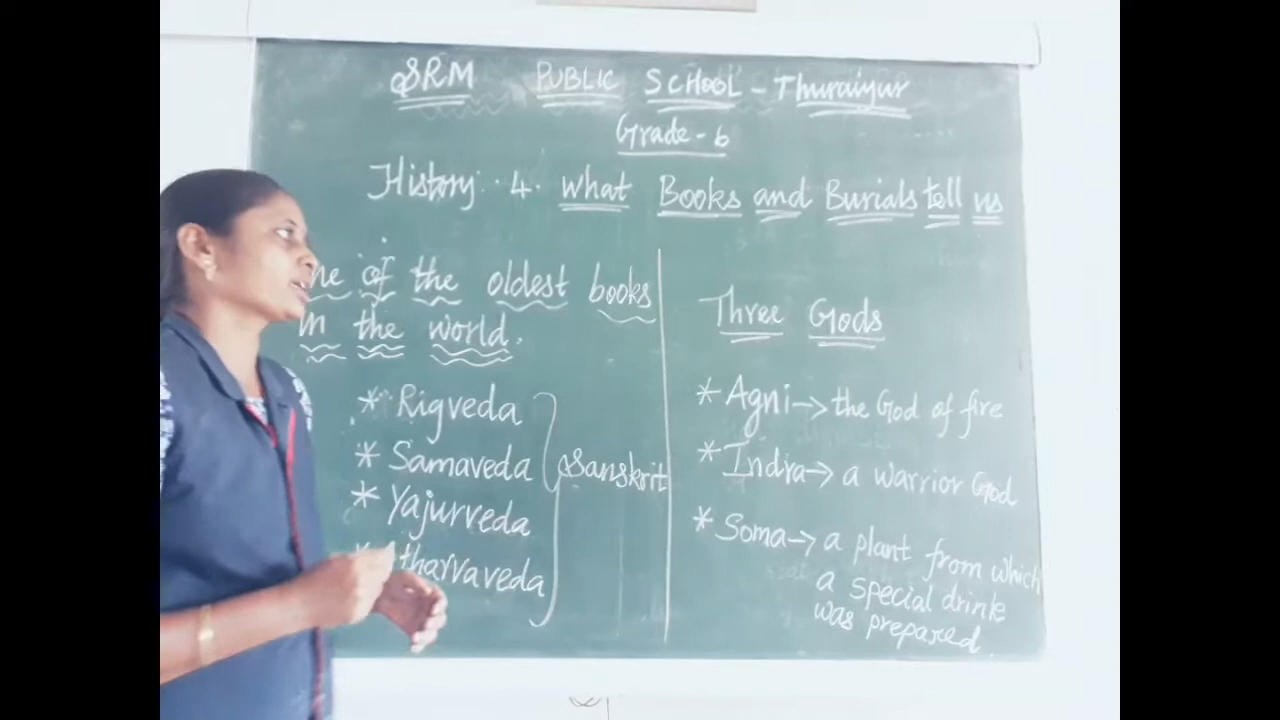 SRM PUBLIC SCHOOL - Thuraiyur
Grade - 6
History . 4. what Books and Burials tell us
of the oldest books
in the world.
* Rigveda
* Samaveda
* Yajurveda
Atharvaveda
Sanskrit
Three Gods
* Agni → the God of fire
* Indra → a warrior God
* Soma → a plant from which
a special drink
was prepared.